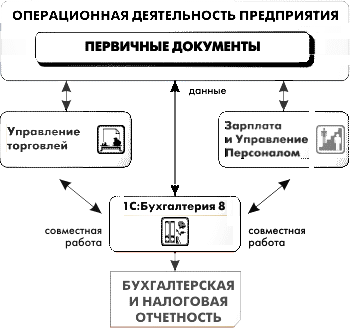 ОПЕРАЦИОННАЯ ДЕЯТЕЛЬНОСТЬ ПРЕДПРИЯТИЯ
ПЕРВИЧНЫЕ ДОКУМЕНТЫ
данные
Управление
торговлей
Зарплата
и Управление
Персоналом
1С:Бухгалтерия 8
совместная
работа
совместная
работа
БУХГАЛТЕРСКАЯ
И НАЛОГОВАЯ
ОТЧЕТНОСТЬ